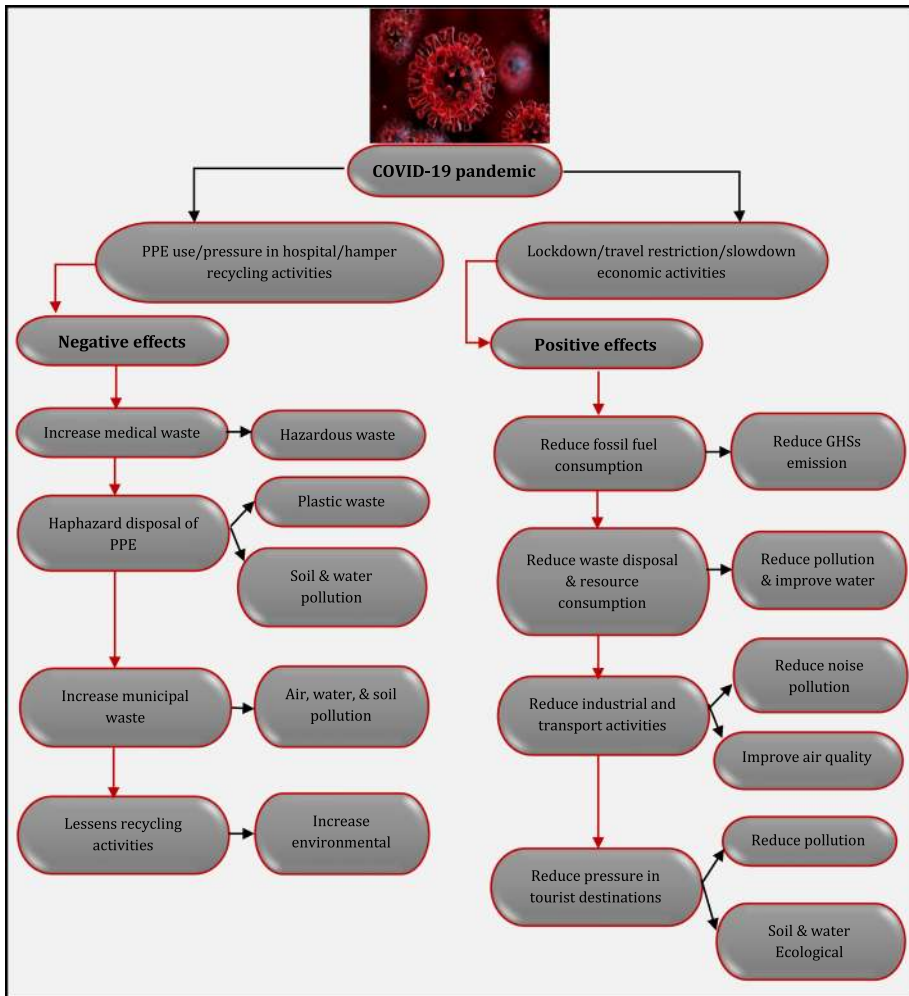 COVID-19 pandemic
PPE use/pressure in hospital/hamper
recycling activities
Lockdown/travel restriction/slowdown
economic activities
Negative effects
Positive effects
Increase medical waste
Hazardous waste
Haphazard disposal of
PPE
Plastic waste
Soil & water
pollution
Increase municipal
waste
Air, water, & soil
pollution
Lessens recycling
activities
Increase
environmental
Reduce fossil fuel
consumption
Reduce GHSs
emission
Reduce waste disposal
& resource
consumption
Reduce pollution
& improve water
Reduce industrial and
transport activities
Reduce noise
pollution
Improve air quality
Reduce pressure in
tourist destinations
Reduce pollution
Soil & water
Ecological